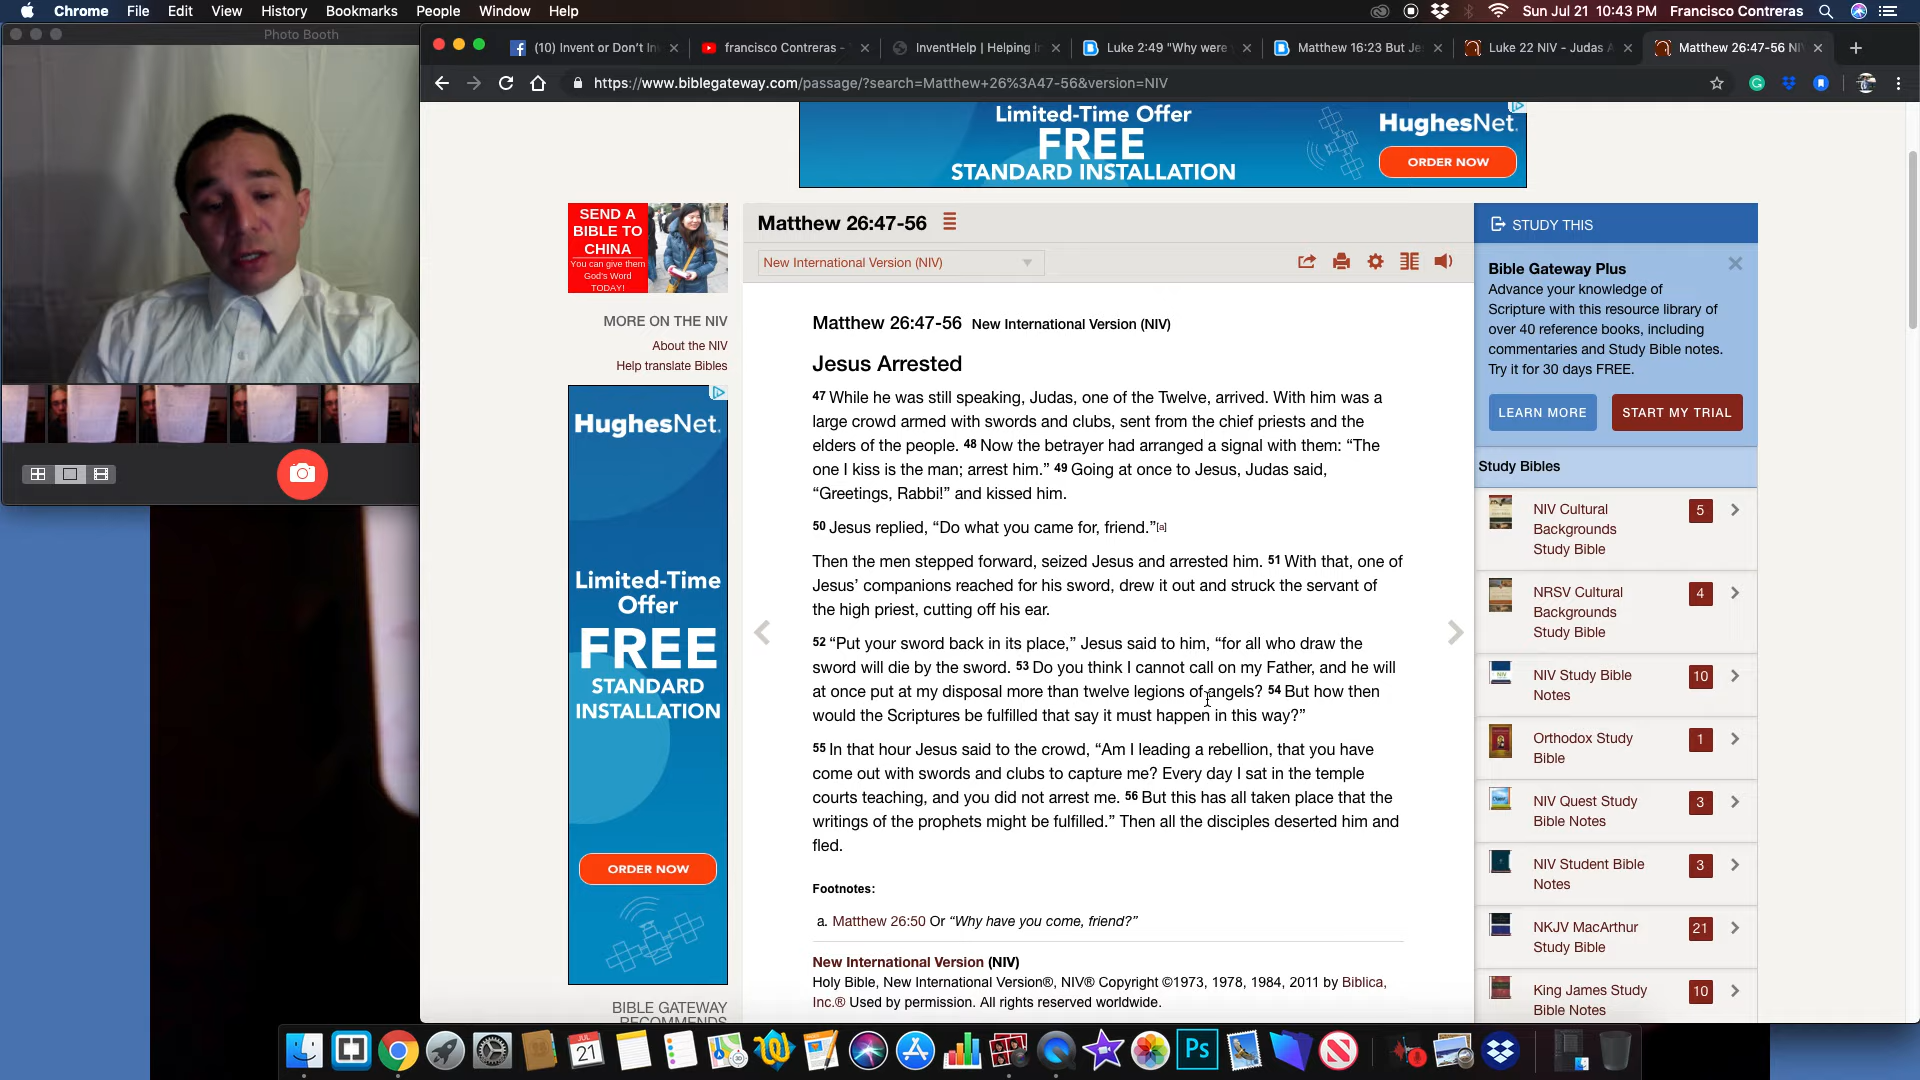 Chrome File Edit View History Bookmarks People Window Help
Sun Jul 21 10:43 PM Francisco Contreras
Photo Booth
(10) Invent or Don't In
francisco Contreras -
InventHelp | Helping In
Luke 2:49 "Why were
Matthew 16:23 But Je
Luke 22 NIV - Judas A
Matthew 26:47-56 NIV
https://www.biblegateway.com/passage/?search=Matthew+26%3A47-56&version=NIV
Limited-Time Offer
FREE
STANDARD INSTALLATION
HughesNet.
ORDER NOW
SEND A
BIBLE TO
CHINA
You can give them
God's Word
TODAY!
MORE ON THE NIV
About the NIV
Help translate Bibles
HughesNet.
Limited-Time
Offer
FREE
STANDARD
INSTALLATION
ORDER NOW
BIBLE GATEWAY
RECOMMENDS
Matthew 26:47-56
New International Version (NIV)
Matthew 26:47-56 New International Version (NIV)
Jesus Arrested
47 While he was still speaking, Judas, one of the Twelve, arrived. With him was a
large crowd armed with swords and clubs, sent from the chief priests and the
elders of the people. 48 Now the betrayer had arranged a signal with them: “The
one I kiss is the man; arrest him.” 49 Going at once to Jesus, Judas said,
“Greetings, Rabbi!” and kissed him.
50 Jesus replied, “Do what you came for, friend.”[a]
Then the men stepped forward, seized Jesus and arrested him. 51 With that, one of
Jesus’ companions reached for his sword, drew it out and struck the servant of
the high priest, cutting off his ear.
52 “Put your sword back in its place,” Jesus said to him, “for all who draw the
sword will die by the sword. 53 Do you think I cannot call on my Father, and he will
at once put at my disposal more than twelve legions of angels? 54 But how then
would the Scriptures be fulfilled that say it must happen in this way?”
55 In that hour Jesus said to the crowd, “Am I leading a rebellion, that you have
come out with swords and clubs to capture me? Every day I sat in the temple
courts teaching, and you did not arrest me. 56 But this has all taken place that the
writings of the prophets might be fulfilled.” Then all the disciples deserted him and
fled.
Footnotes:
a. Matthew 26:50 Or “Why have you come, friend?”
New International Version (NIV)
Holy Bible, New International Version®, NIV® Copyright ©1973, 1978, 1984, 2011 by Biblica,
Inc.® Used by permission. All rights reserved worldwide.
STUDY THIS
Bible Gateway Plus
Advance your knowledge of
Scripture with this resource library of
over 40 reference books, including
commentaries and Study Bible notes.
Try it for 30 days FREE.
LEARN MORE
START MY TRIAL
Study Bibles
NIV Cultural
Backgrounds
Study Bible
5
NRSV Cultural
Backgrounds
Study Bible
4
NIV Study Bible
Notes
10
Orthodox Study
Bible
1
NIV Quest Study
Bible Notes
3
NIV Student Bible
Notes
3
NKJV MacArthur
Study Bible
21
King James Study
Bible Notes
10
JUL
21
Ps